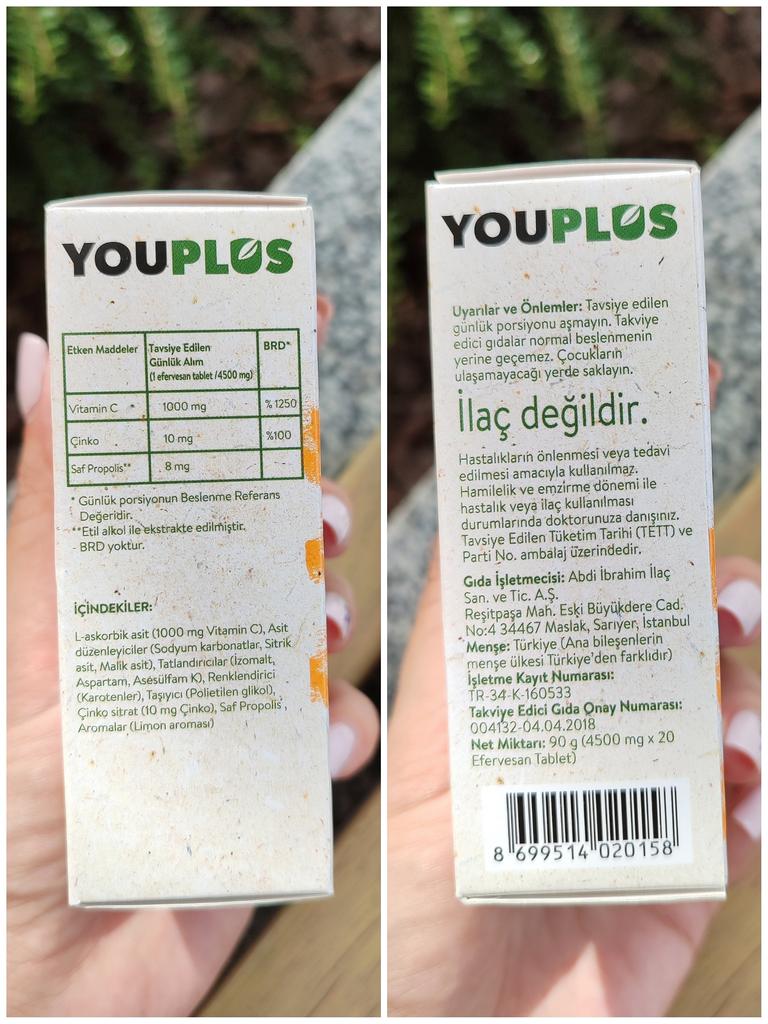 YOUPLUS
Etken Maddeler | Tavsiye Edilen Günlük Alım (1 efervesan tablet /4500 mg) | BRD*
Vitamin C | 1000 mg | %1250
Çinko | 10 mg | %100
Saf Propolis** | 8 mg
* Günlük porsiyonun Beslenme Referans
Değeridir.
**Etil alkol ile ekstrakte edilmiştir.
- BRD yoktur.
İÇİNDEKİLER:
L-askorbik asit (1000 mg Vitamin C), Asit
düzenleyiciler (Sodyum karbonatlar, Sitrik
asit, Malik asit), Tatlandırıcılar (İzomalt,
Aspartam, Asesülfam K), Renklendirici
(Karotenler), Taşıyıcı (Polietilen glikol),
Çinko sitrat (10 mg Çinko), Saf Propolis,
Aromalar (Limon aroması)
YOUPLUS
Uyarılar ve Önlemler: Tavsiye edilen
günlük porsiyonu aşmayın. Takviye
edici gıdalar normal beslenmenin
yerine geçemez. Çocukların
ulaşamayacağı yerde saklayın.
İlaç değildir.
Hastalıkların önlenmesi veya tedavi
edilmesi amacıyla kullanılmaz.
Hamilelik ve emzirme dönemi ile
hastalık veya ilaç kullanılması
durumlarında doktorunuza danışınız.
Tavsiye Edilen Tüketim Tarihi (TETT) ve
Parti No. ambalaj üzerindedir.
Gıda İşletmecisi: Abdi İbrahim İlaç
San. ve Tic. A.Ş.
Reşitpaşa Mah. Eski Büyükdere Cad.
No:4 34467 Maslak, Sarıyer, İstanbul
Menşe: Türkiye (Ana bileşenlerin
menşe ülkesi Türkiye'den farklıdır)
İşletme Kayıt Numarası:
TR-34-K-160533
Takviye Edici Gıda Onay Numarası:
004132-04.04.2018
Net Miktarı: 90 g (4500 mg x 20
Efervesan Tablet)
8 699514 020158